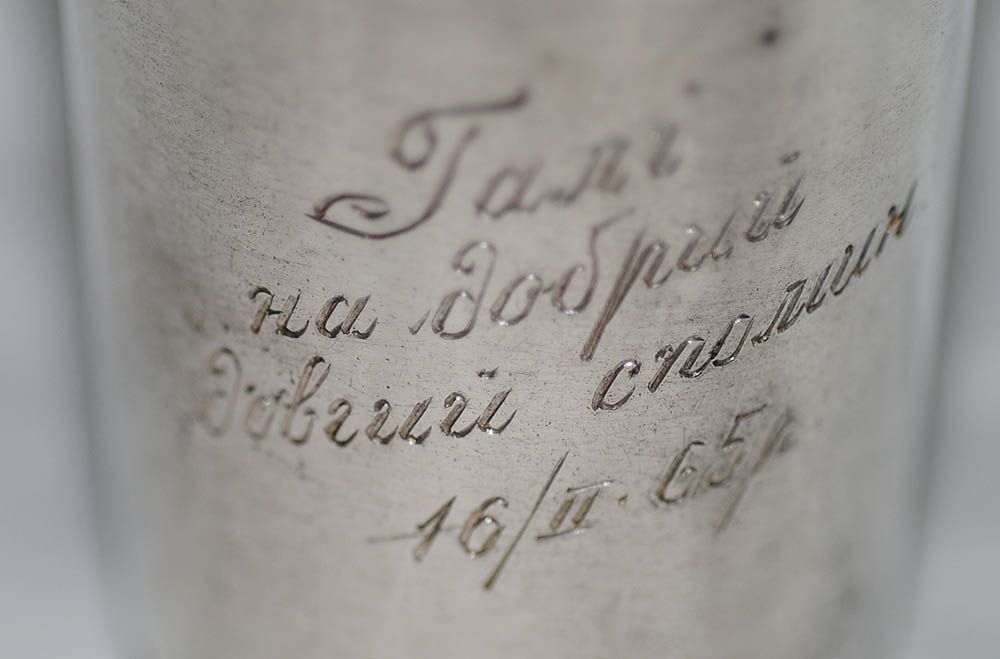 Галі
на добрий
довгий спомин
16/II. 65р